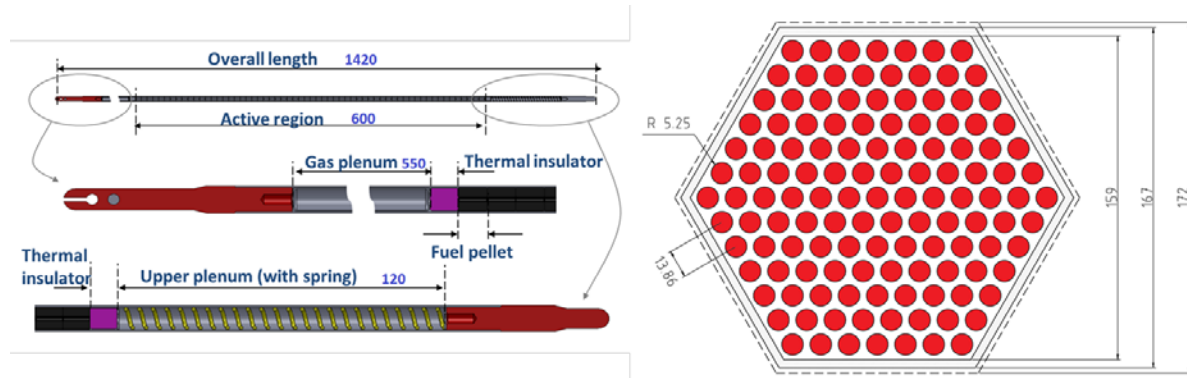 Overall length 1420
Active region 600
Gas plenum 550
Thermal insulator
Fuel pellet
Thermal
insulator
Upper plenum (with spring) 120
R 5.25
13.86
159
167
172